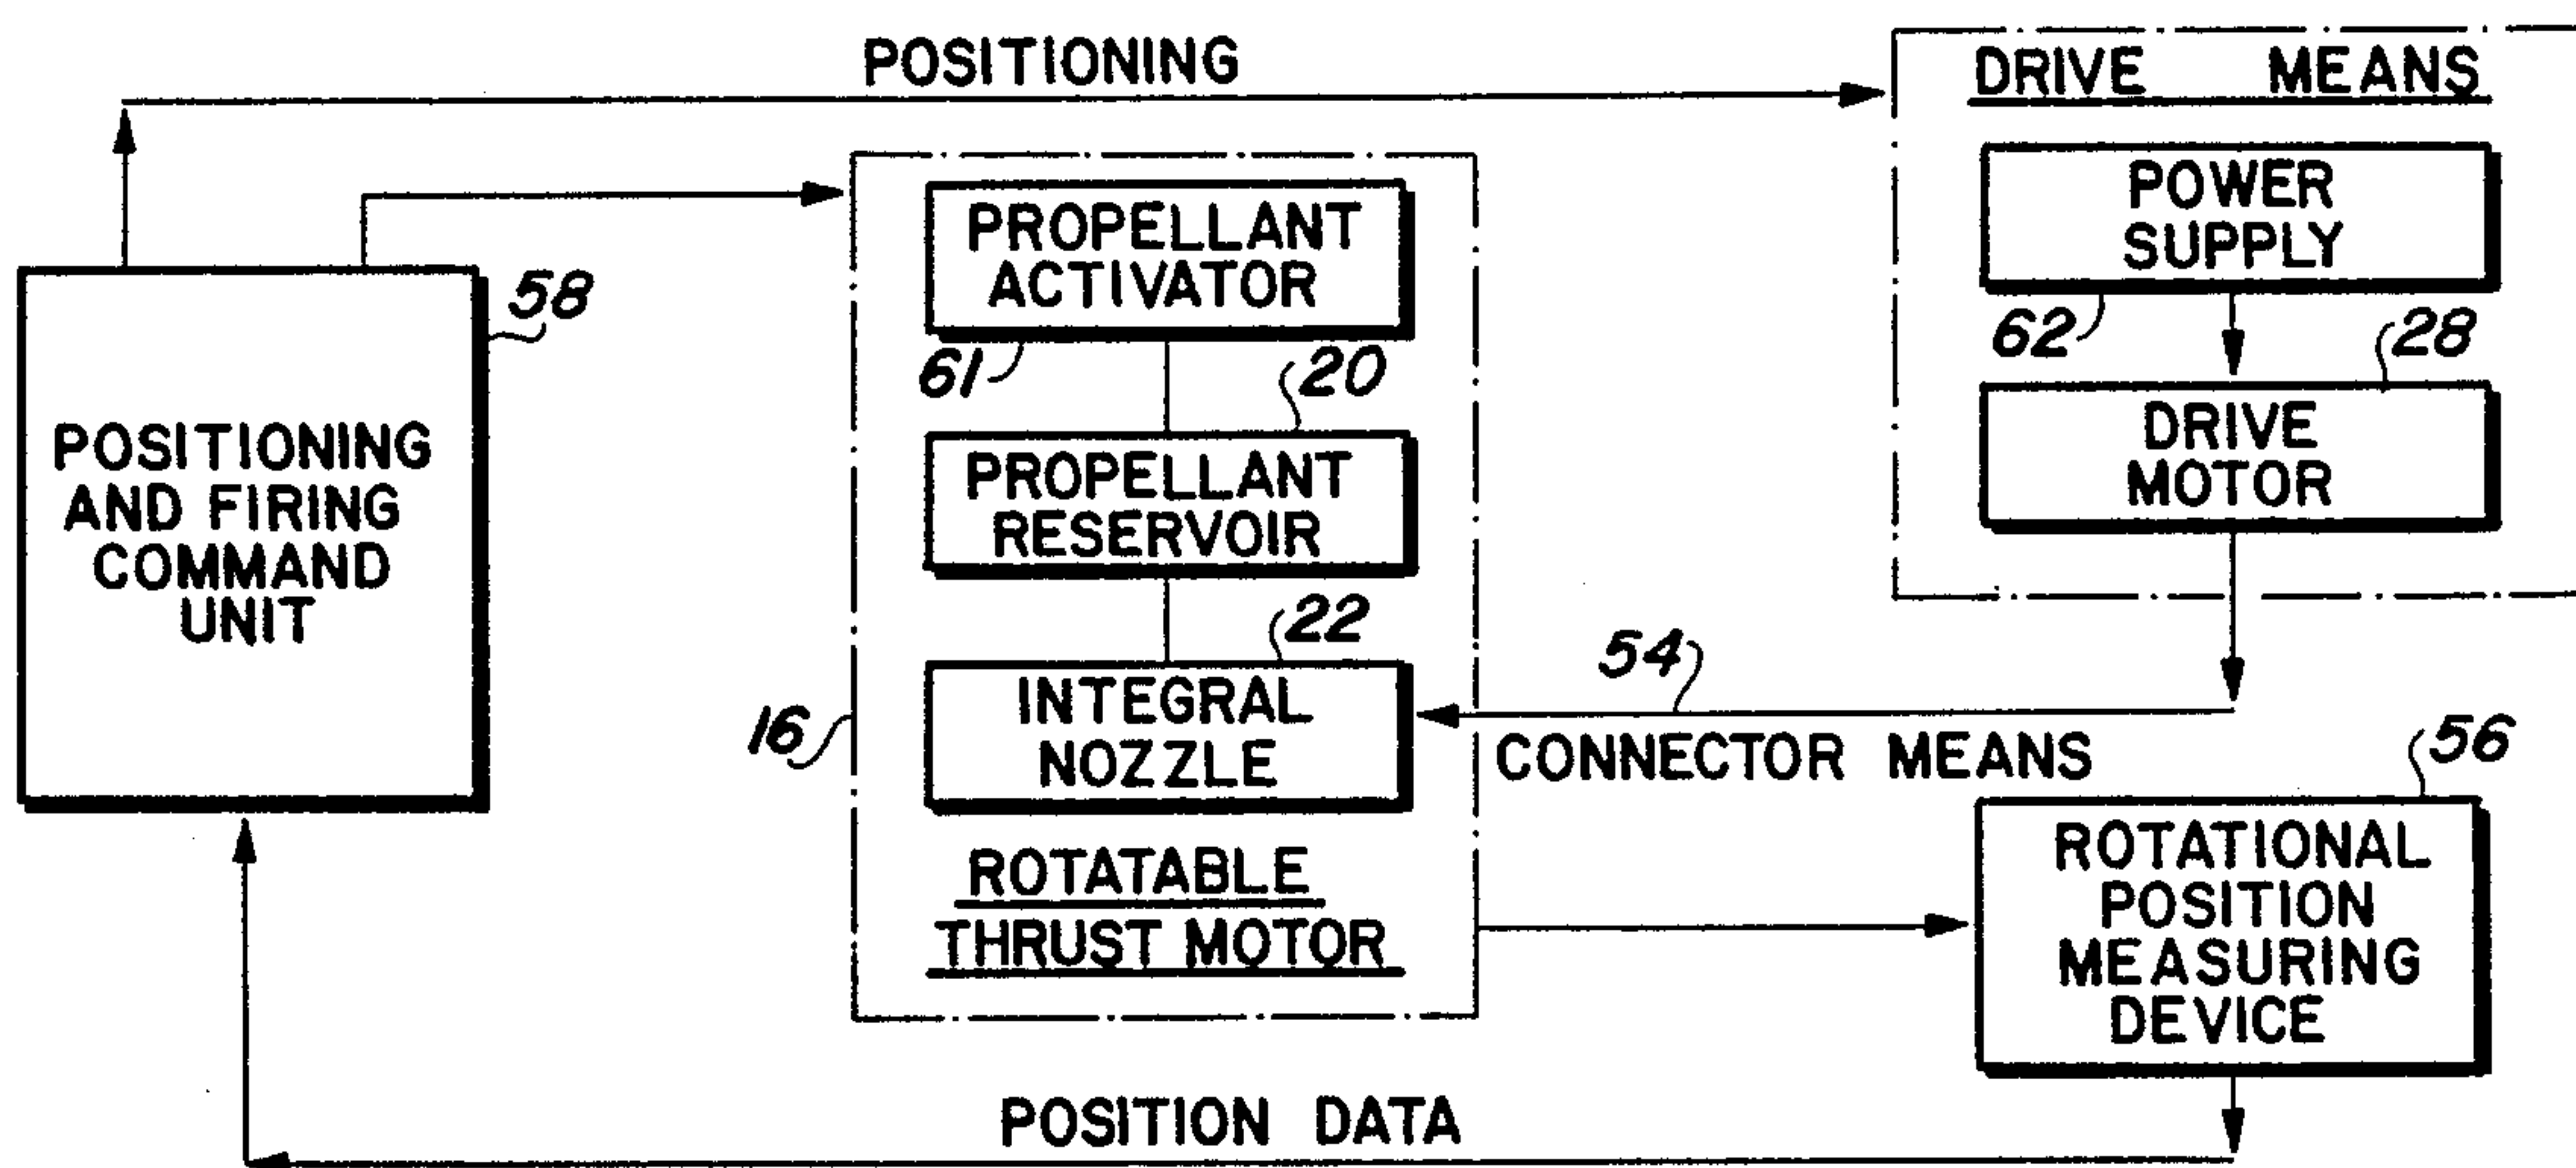 POSITIONING
DRIVE MEANS
PROPELLANT
ACTIVATOR
61
POWER
SUPPLY
62
58
POSITIONING
AND FIRING
COMMAND
UNIT
20
PROPELLANT
RESERVOIR
28
DRIVE
MOTOR
22
INTEGRAL
NOZZLE
16
54
CONNECTOR MEANS
ROTATABLE
THRUST MOTOR
56
ROTATIONAL
POSITION
MEASURING
DEVICE
POSITION DATA